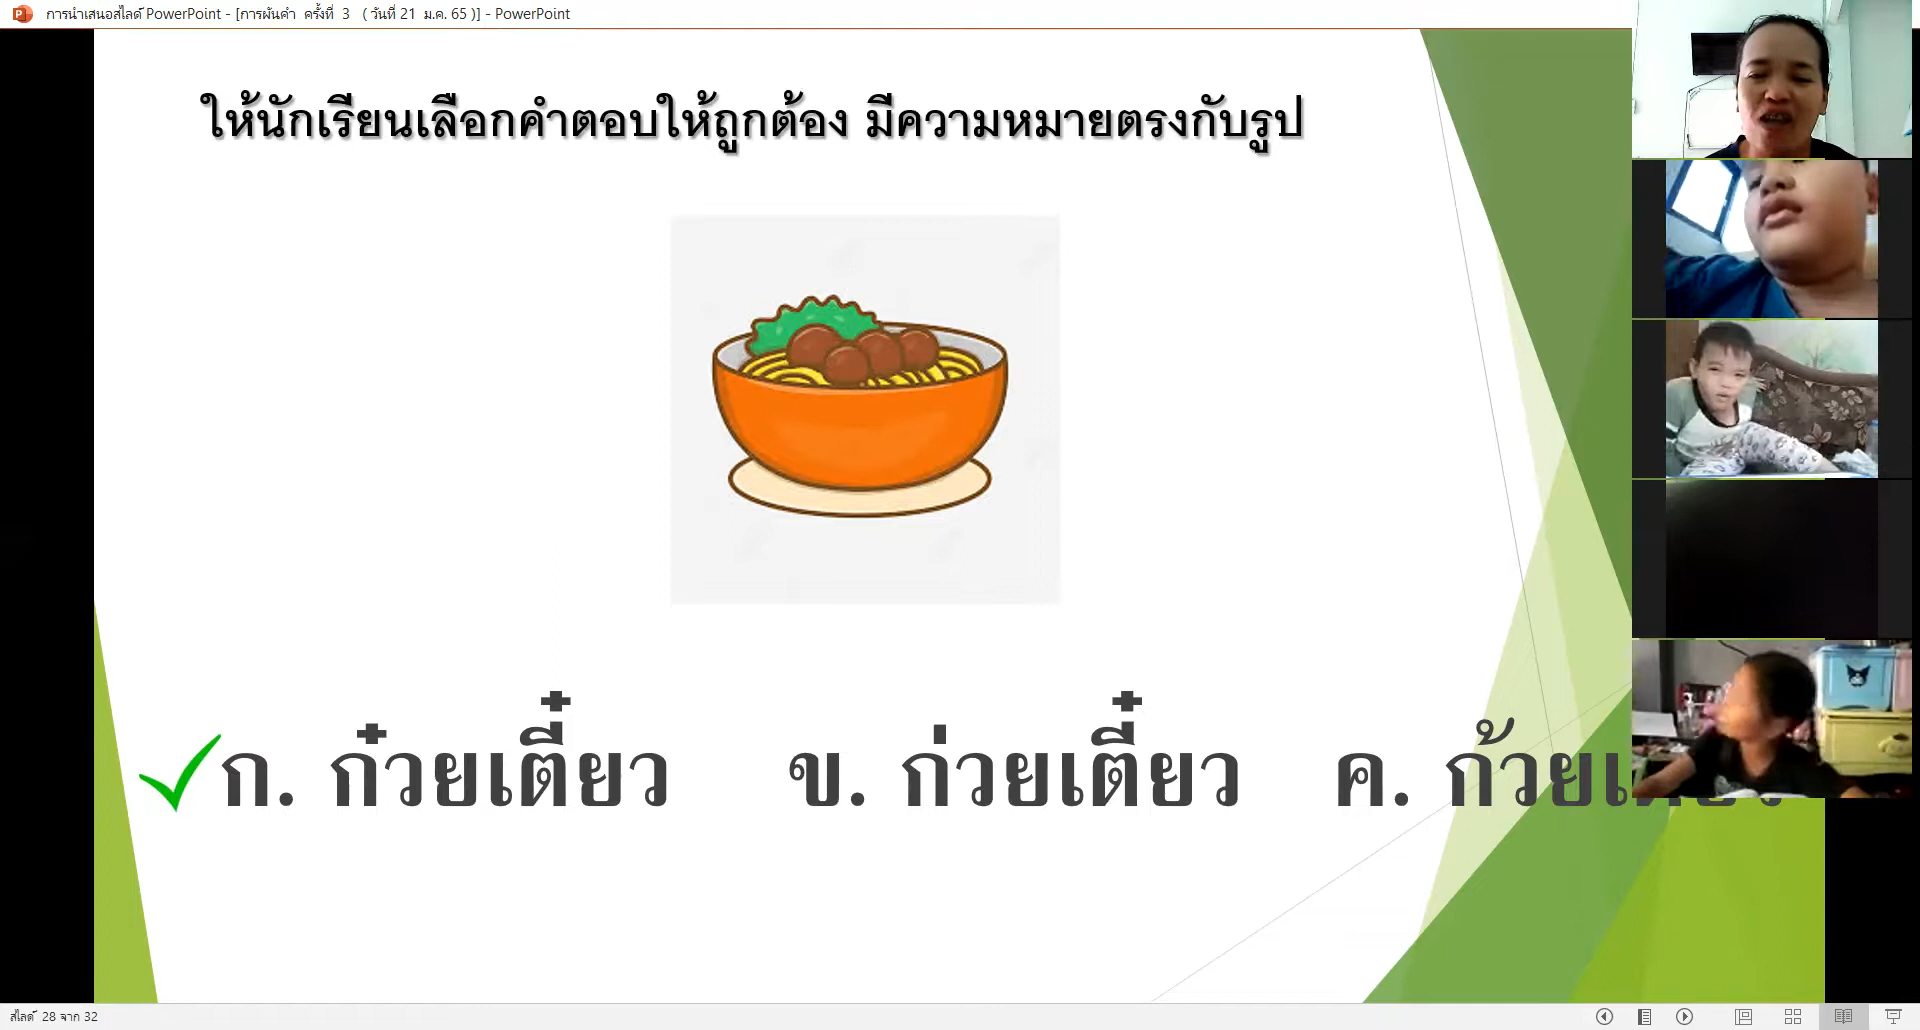 การนำเสนอสไลด์ PowerPoint - [การผันคำ ครั้งที่ 3 ( วันที่ 21 ม.ค. 65 )] - PowerPoint
ให้นักเรียนเลือกคำตอบให้ถูกต้อง มีความหมายตรงกับรูป
ก. ก๋วยเตี๋ยว ข. ก่วยเตี๋ยว ค. ก้วย
สไลด์ 28 จาก 32